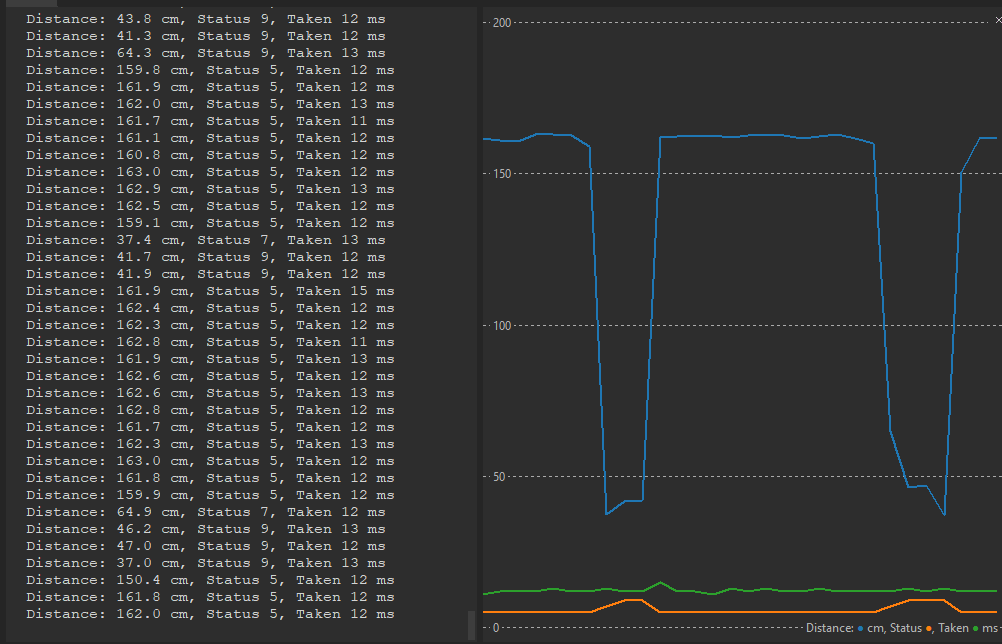 Distance: 43.8 cm, Status 9, Taken 12 ms
Distance: 41.3 cm, Status 9, Taken 12 ms
Distance: 64.3 cm, Status 9, Taken 13 ms
Distance: 159.8 cm, Status 5, Taken 12 ms
Distance: 161.9 cm, Status 5, Taken 12 ms
Distance: 162.0 cm, Status 5, Taken 13 ms
Distance: 161.7 cm, Status 5, Taken 11 ms
Distance: 161.1 cm, Status 5, Taken 12 ms
Distance: 160.8 cm, Status 5, Taken 12 ms
Distance: 163.0 cm, Status 5, Taken 12 ms
Distance: 162.9 cm, Status 5, Taken 13 ms
Distance: 162.5 cm, Status 5, Taken 12 ms
Distance: 159.1 cm, Status 5, Taken 12 ms
Distance: 37.4 cm, Status 7, Taken 13 ms
Distance: 41.7 cm, Status 9, Taken 12 ms
Distance: 41.9 cm, Status 9, Taken 12 ms
Distance: 161.9 cm, Status 5, Taken 15 ms
Distance: 162.4 cm, Status 5, Taken 12 ms
Distance: 162.3 cm, Status 5, Taken 12 ms
Distance: 162.8 cm, Status 5, Taken 11 ms
Distance: 161.9 cm, Status 5, Taken 13 ms
Distance: 162.6 cm, Status 5, Taken 12 ms
Distance: 162.6 cm, Status 5, Taken 13 ms
Distance: 162.8 cm, Status 5, Taken 12 ms
Distance: 161.7 cm, Status 5, Taken 12 ms
Distance: 162.3 cm, Status 5, Taken 13 ms
Distance: 163.0 cm, Status 5, Taken 12 ms
Distance: 161.8 cm, Status 5, Taken 12 ms
Distance: 159.9 cm, Status 5, Taken 12 ms
Distance: 64.9 cm, Status 7, Taken 12 ms
Distance: 46.2 cm, Status 9, Taken 13 ms
Distance: 47.0 cm, Status 9, Taken 12 ms
Distance: 37.0 cm, Status 9, Taken 13 ms
Distance: 150.4 cm, Status 5, Taken 12 ms
Distance: 161.8 cm, Status 5, Taken 12 ms
Distance: 162.0 cm, Status 5, Taken 12 ms
200
150
100
50
0
Distance: cm, Status , Taken ms